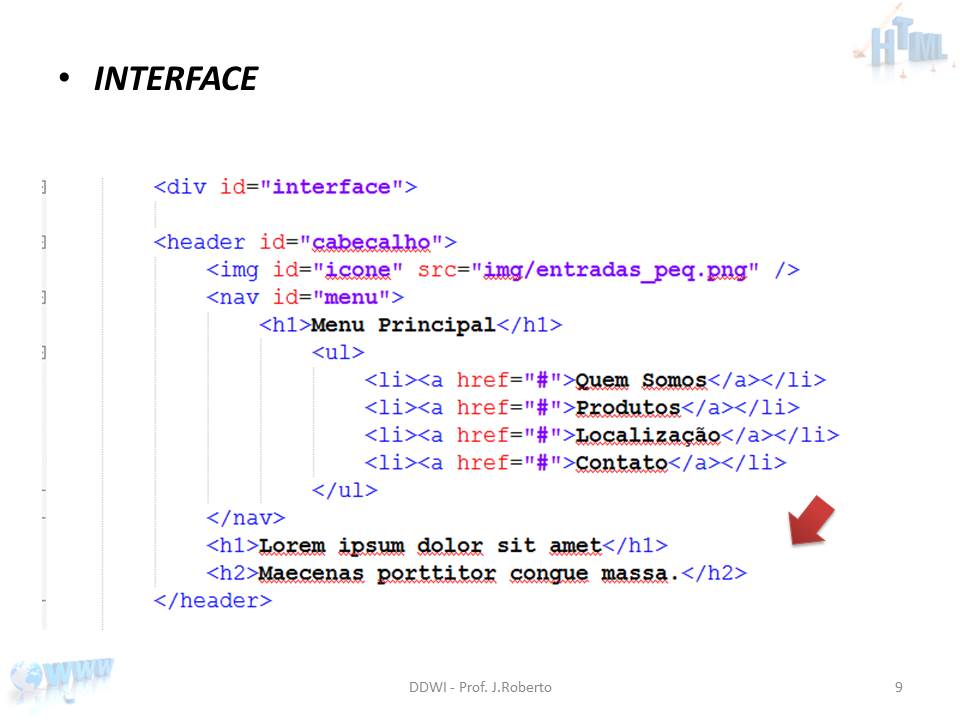 HTML
• INTERFACE
<div id="interface">
<header id="cabecalho">
<img id="icone" src="img/entradas_peq.png" />
<nav id="menu">
<h1>Menu Principal</h1>
<ul>
<li><a href="#">Quem Somos</a></li>
<li><a href="#">Produtos</a></li>
<li><a href="#">Localização</a></li>
<li><a href="#">Contato</a></li>
</ul>
</nav>
<h1>Lorem ipsum dolor sit amet</h1>
<h2>Maecenas porttitor congue massa.</h2>
</header>
WWW
DDWI - Prof. J.Roberto
9